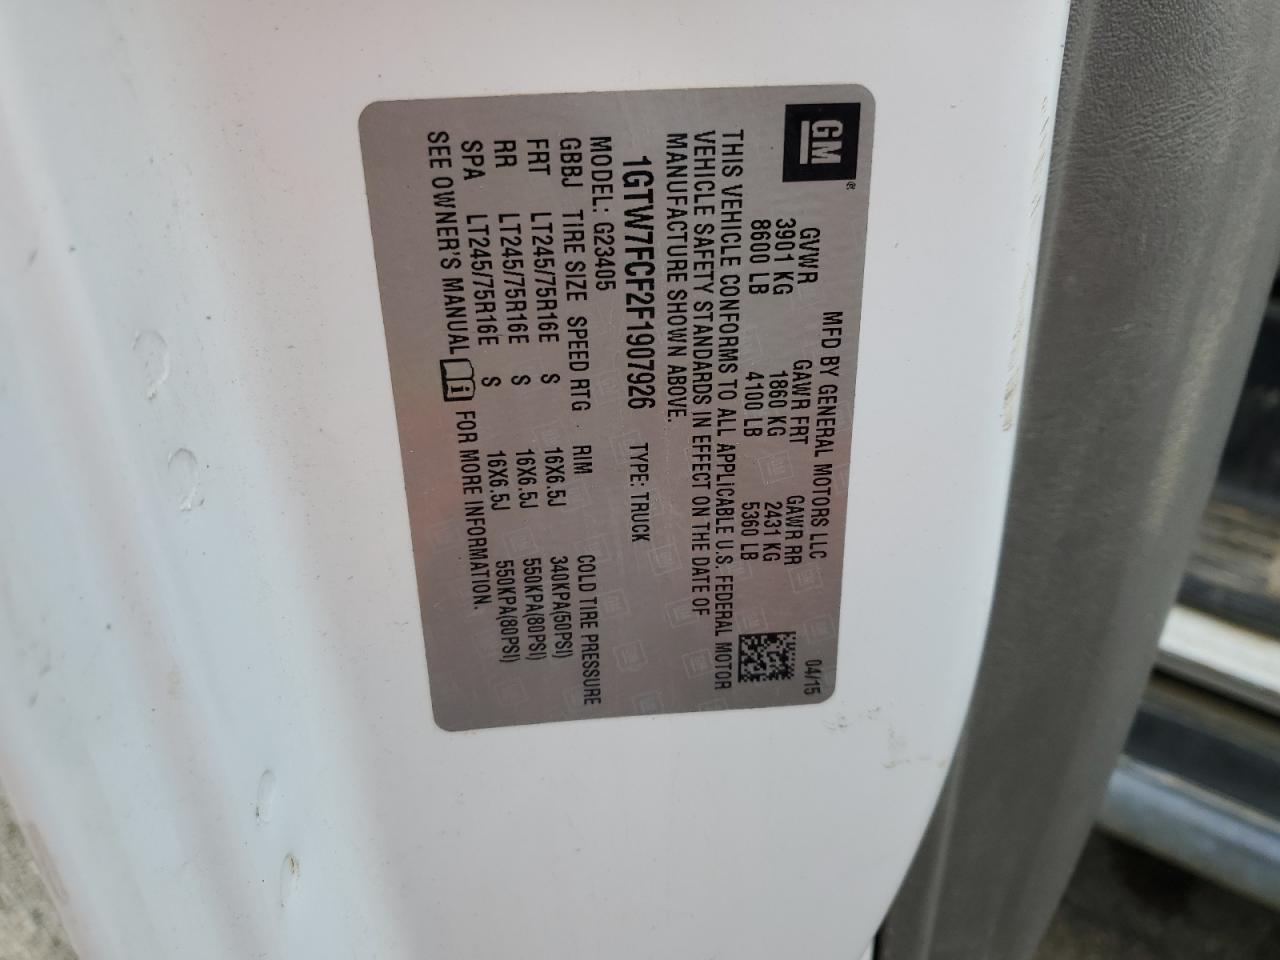 GM
®
MFD BY GENERAL MOTORS LLC 04/15
GVWR GAWR FRT GAWR RR
3901 KG 1860 KG 2431 KG
8600 LB 4100 LB 5360 LB
THIS VEHICLE CONFORMS TO ALL APPLICABLE U.S. FEDERAL MOTOR
VEHICLE SAFETY STANDARDS IN EFFECT ON THE DATE OF
MANUFACTURE SHOWN ABOVE.
1GTW7FCF2F1907926 TYPE: TRUCK
MODEL: G23405
GBBJ TIRE SIZE SPEED RTG RIM COLD TIRE PRESSURE
FRT LT245/75R16E S 16X6.5J 340KPA(50PSI)
RR LT245/75R16E S 16X6.5J 550KPA(80PSI)
SPA LT245/75R16E S 16X6.5J 550KPA(80PSI)
SEE OWNER'S MANUAL FOR MORE INFORMATION.